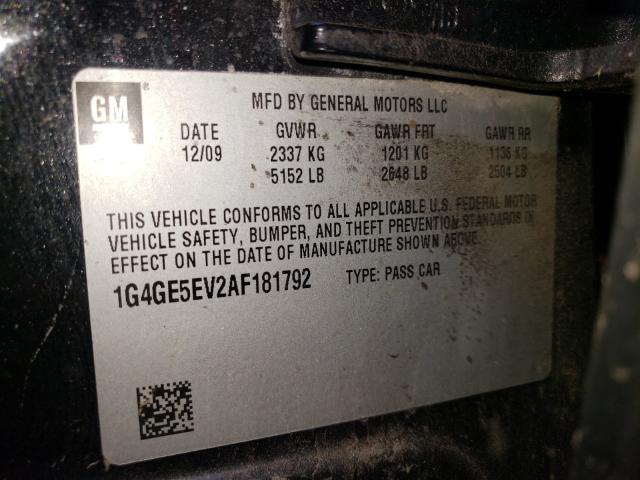 GM
MFD BY GENERAL MOTORS LLC
DATE GVWR GAWR FRT GAWR RR
12/09 2337 KG 1201 KG 1136 KG
5152 LB 2648 LB 2504 LB
THIS VEHICLE CONFORMS TO ALL APPLICABLE U.S. FEDERAL MOTOR
VEHICLE SAFETY, BUMPER, AND THEFT PREVENTION STANDARDS IN
EFFECT ON THE DATE OF MANUFACTURE SHOWN ABOVE.
1G4GE5EV2AF181792 TYPE: PASS CAR